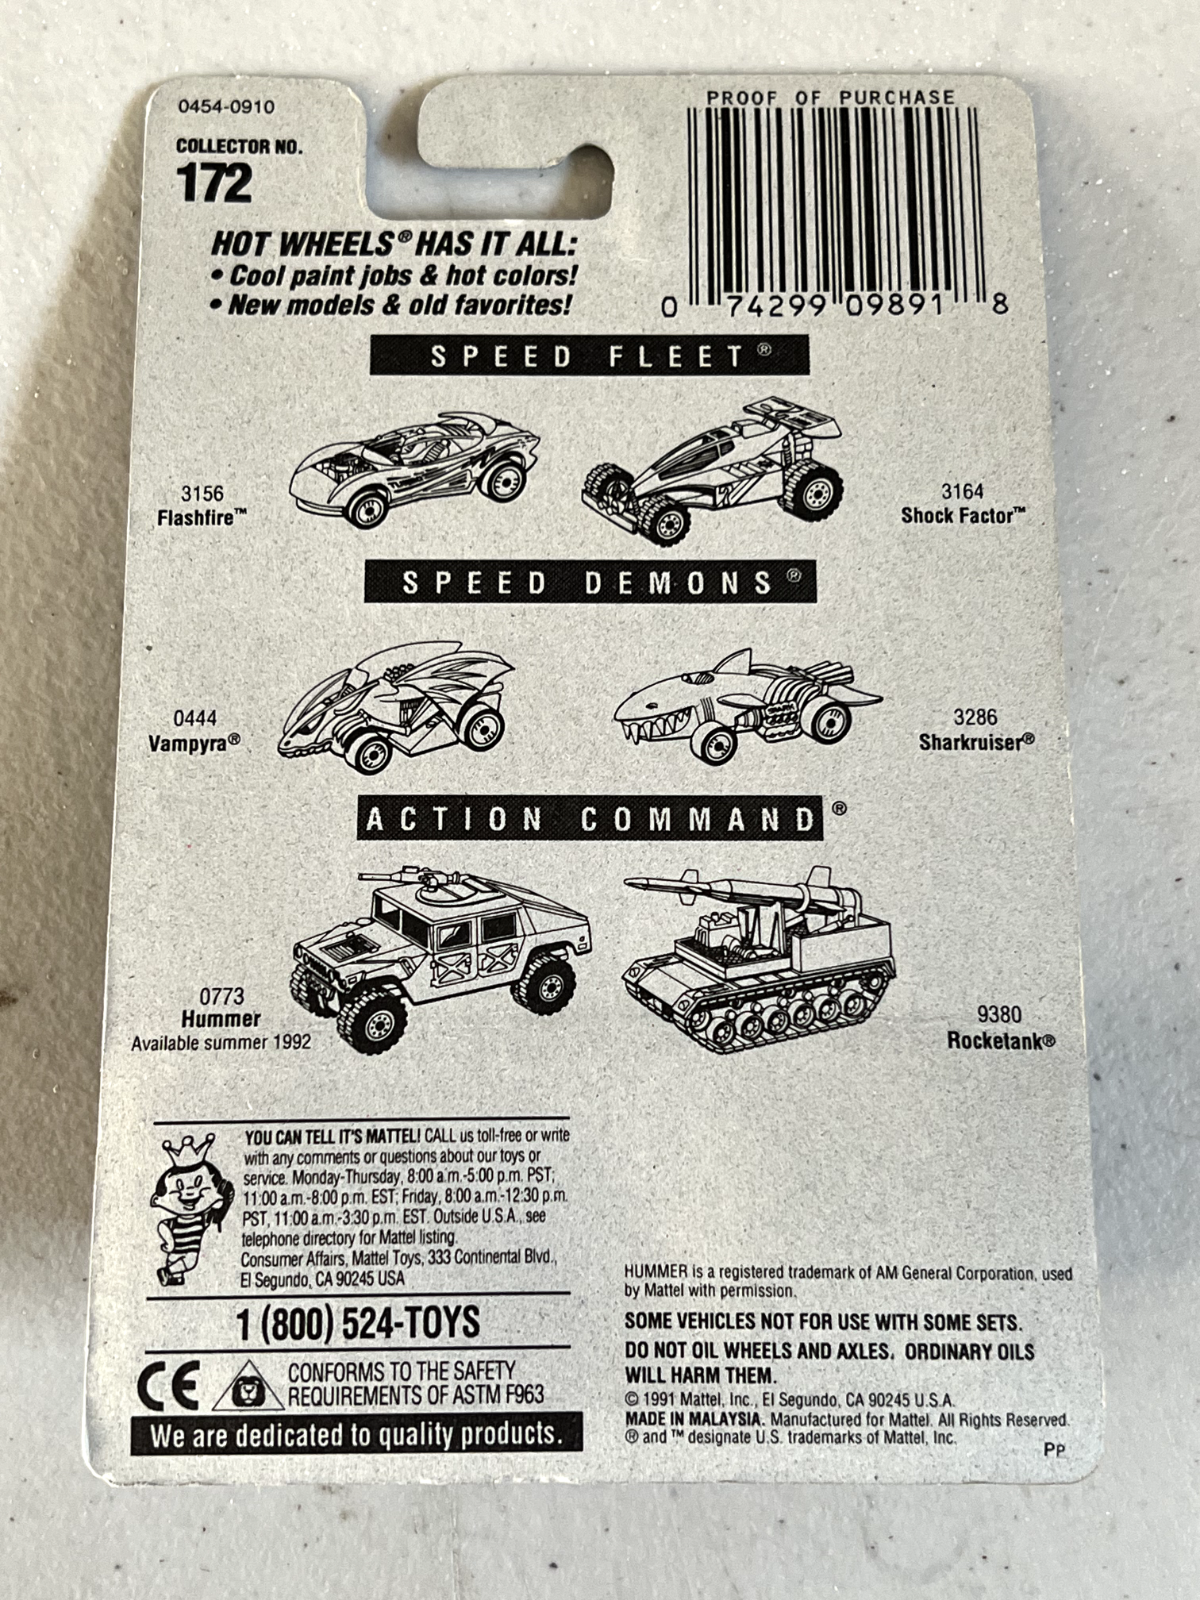 0454-0910
COLLECTOR NO.
172
PROOF OF PURCHASE
0 74299 09891 8
HOT WHEELS® HAS IT ALL:
• Cool paint jobs & hot colors!
• New models & old favorites!
SPEED FLEET®
3156
Flashfire™
3164
Shock Factor™
SPEED DEMONS®
0444
Vampyra®
3286
Sharkruiser®
ACTION COMMAND®
0773
Hummer
Available summer 1992
9380
Rocketank®
YOU CAN TELL IT'S MATTEL! CALL us toll-free or write
with any comments or questions about our toys or
service. Monday-Thursday, 8:00 a.m.-5:00 p.m. PST;
11:00 a.m.-8:00 p.m. EST; Friday, 8:00 a.m.-12:30 p.m.
PST, 11:00 a.m.-3:30 p.m. EST. Outside U.S.A., see
telephone directory for Mattel listing.
Consumer Affairs, Mattel Toys, 333 Continental Blvd.,
El Segundo, CA 90245 USA
1 (800) 524-TOYS
CE
CONFORMS TO THE SAFETY
REQUIREMENTS OF ASTM F963
We are dedicated to quality products.
HUMMER is a registered trademark of AM General Corporation, used
by Mattel with permission.
SOME VEHICLES NOT FOR USE WITH SOME SETS.
DO NOT OIL WHEELS AND AXLES. ORDINARY OILS
WILL HARM THEM.
© 1991 Mattel, Inc., El Segundo, CA 90245 U.S.A.
MADE IN MALAYSIA. Manufactured for Mattel. All Rights Reserved.
® and ™ designate U.S. trademarks of Mattel, Inc.
PP